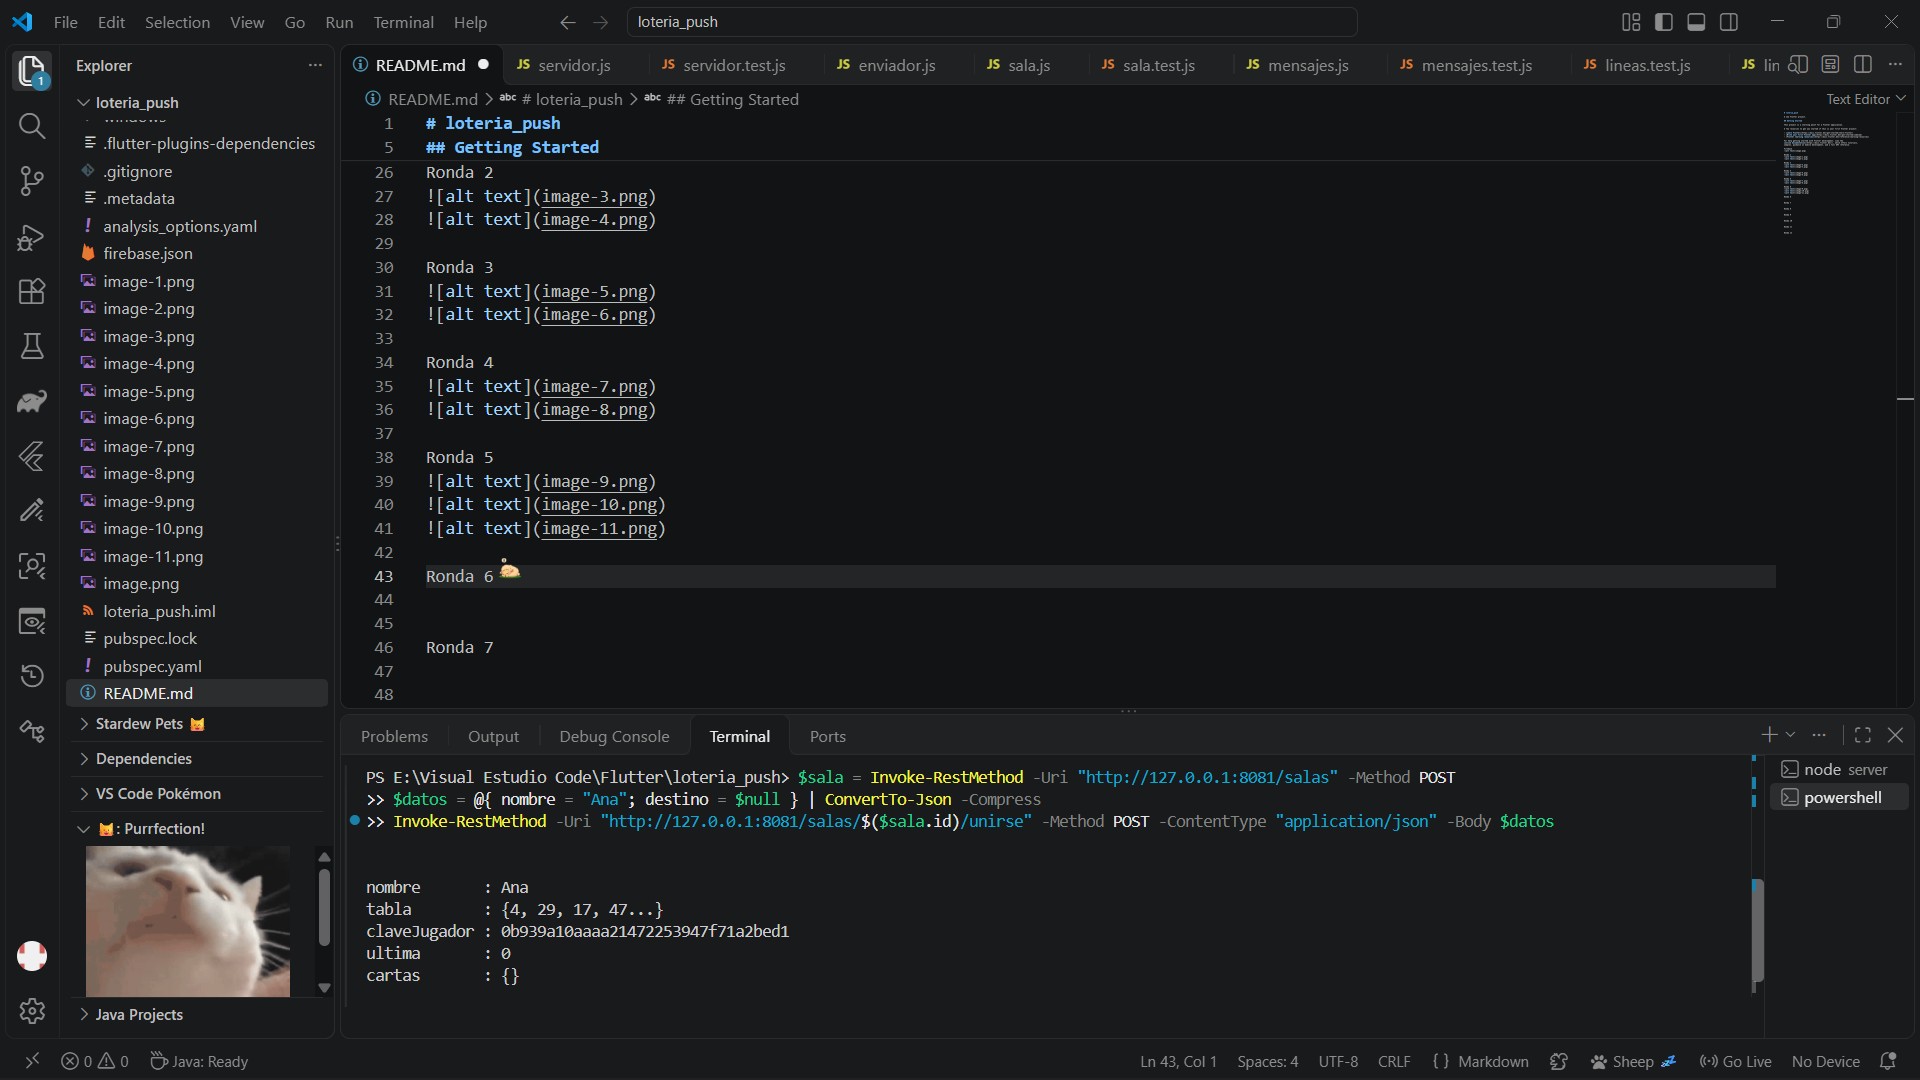 File Edit Selection View Go Run Terminal Help
loteria_push
Explorer
loteria_push
windows
.flutter-plugins-dependencies
.gitignore
.metadata
analysis_options.yaml
firebase.json
image-1.png
image-2.png
image-3.png
image-4.png
image-5.png
image-6.png
image-7.png
image-8.png
image-9.png
image-10.png
image-11.png
image.png
loteria_push.iml
pubspec.lock
pubspec.yaml
README.md
Stardew Pets 😸
Dependencies
VS Code Pokémon
😸: Purrfection!
Java Projects
README.md
JS servidor.js
JS servidor.test.js
JS enviador.js
JS sala.js
JS sala.test.js
JS mensajes.js
JS mensajes.test.js
JS lineas.test.js
JS lin
README.md > abc # loteria_push > abc ## Getting Started
Text Editor
1 # loteria_push
5 ## Getting Started
26 Ronda 2
27 ![alt text](image-3.png)
28 ![alt text](image-4.png)
29
30 Ronda 3
31 ![alt text](image-5.png)
32 ![alt text](image-6.png)
33
34 Ronda 4
35 ![alt text](image-7.png)
36 ![alt text](image-8.png)
37
38 Ronda 5
39 ![alt text](image-9.png)
40 ![alt text](image-10.png)
41 ![alt text](image-11.png)
42
43 Ronda 6
44
45
46 Ronda 7
47
48
Problems Output Debug Console Terminal Ports
PS E:\Visual Estudio Code\Flutter\loteria_push> $sala = Invoke-RestMethod -Uri "http://127.0.0.1:8081/salas" -Method POST
>> $datos = @{ nombre = "Ana"; destino = $null } | ConvertTo-Json -Compress
>> Invoke-RestMethod -Uri "http://127.0.0.1:8081/salas/$($sala.id)/unirse" -Method POST -ContentType "application/json" -Body $datos
nombre : Ana
tabla : {4, 29, 17, 47...}
claveJugador : 0b939a10aaaa21472253947f71a2bed1
ultima : 0
cartas : {}
node server
powershell
1
0 0 Java: Ready
Ln 43, Col 1 Spaces: 4 UTF-8 CRLF { } Markdown Sheep 💤 Go Live No Device